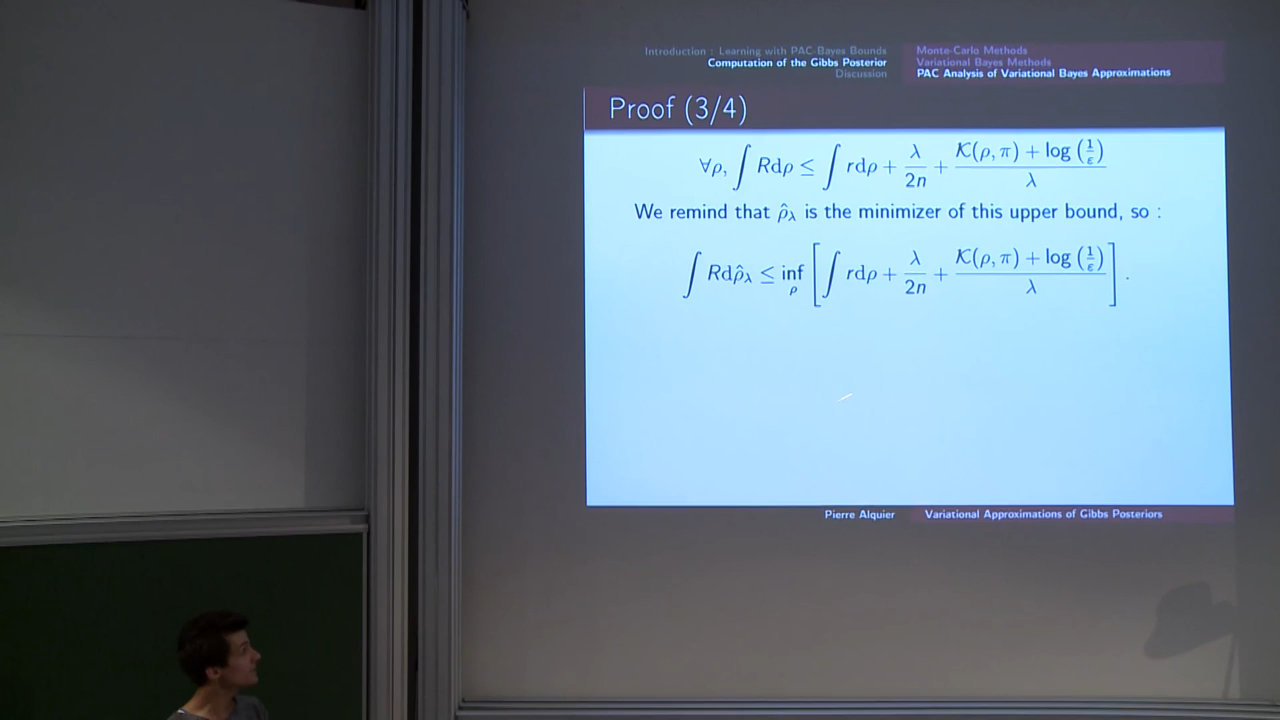 Introduction : Learning with PAC-Bayes Bounds
Computation of the Gibbs Posterior
Discussion
Monte-Carlo Methods
Variational Bayes Methods
PAC Analysis of Variational Bayes Approximations
Proof (3/4)
∀ρ, ∫ Rdρ ≤ ∫ rdρ + λ/2n + (K(ρ, π) + log (1/ε))/λ
We remind that ρ̂_λ is the minimizer of this upper bound, so :
∫ Rdρ̂_λ ≤ inf_ρ [ ∫ rdρ + λ/2n + (K(ρ, π) + log (1/ε))/λ ] .
Pierre Alquier
Variational Approximations of Gibbs Posteriors